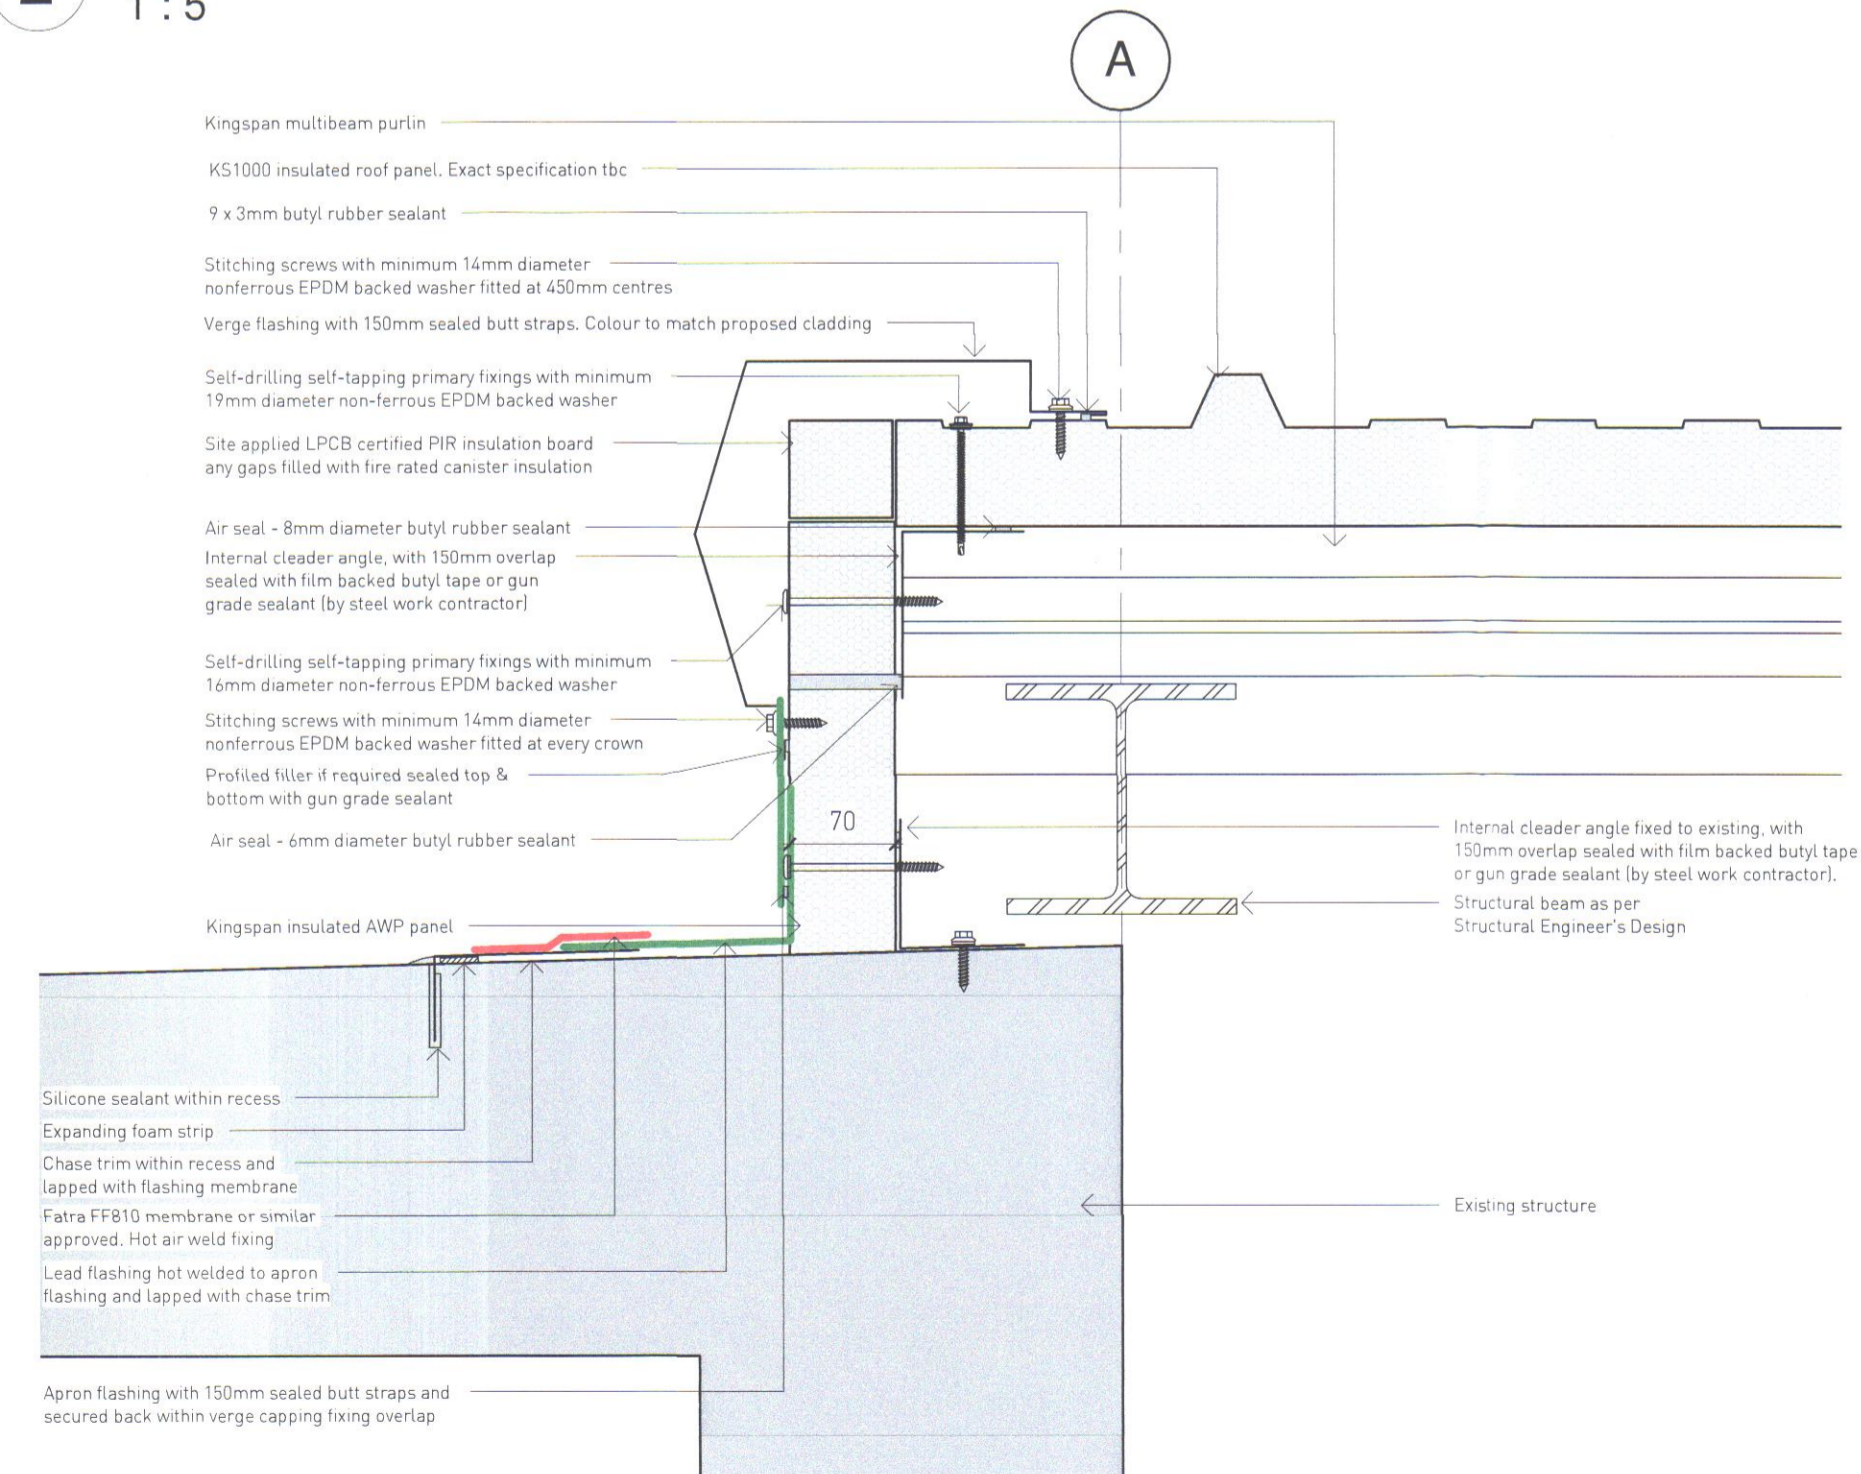 1 : 5
A
Kingspan multibeam purlin
KS1000 insulated roof panel. Exact specification tbc
9 x 3mm butyl rubber sealant
Stitching screws with minimum 14mm diameter
nonferrous EPDM backed washer fitted at 450mm centres
Verge flashing with 150mm sealed butt straps. Colour to match proposed cladding
Self-drilling self-tapping primary fixings with minimum
19mm diameter non-ferrous EPDM backed washer
Site applied LPCB certified PIR insulation board
any gaps filled with fire rated canister insulation
Air seal - 8mm diameter butyl rubber sealant
Internal cleader angle, with 150mm overlap
sealed with film backed butyl tape or gun
grade sealant (by steel work contractor)
Self-drilling self-tapping primary fixings with minimum
16mm diameter non-ferrous EPDM backed washer
Stitching screws with minimum 14mm diameter
nonferrous EPDM backed washer fitted at every crown
Profiled filler if required sealed top &
bottom with gun grade sealant
Air seal - 6mm diameter butyl rubber sealant
70
Kingspan insulated AWP panel
Internal cleader angle fixed to existing, with
150mm overlap sealed with film backed butyl tape
or gun grade sealant (by steel work contractor).
Structural beam as per
Structural Engineer's Design
Silicone sealant within recess
Expanding foam strip
Chase trim within recess and
lapped with flashing membrane
Fatra FF810 membrane or similar
approved. Hot air weld fixing
Lead flashing hot welded to apron
flashing and lapped with chase trim
Existing structure
Apron flashing with 150mm sealed butt straps and
secured back within verge capping fixing overlap